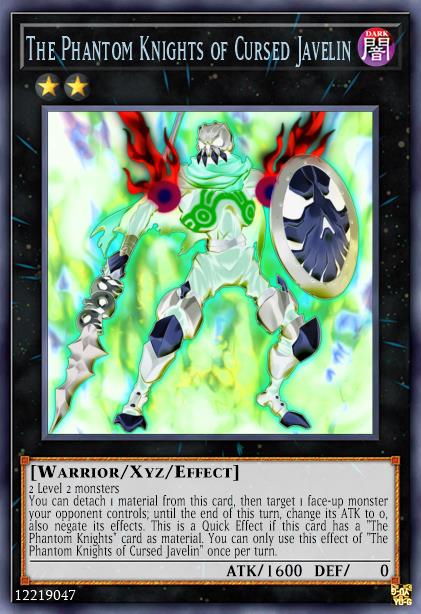 The Phantom Knights of Cursed Javelin
DARK
闇
[Warrior/Xyz/Effect]
2 Level 2 monsters
You can detach 1 material from this card, then target 1 face-up monster
your opponent controls; until the end of this turn, change its ATK to 0,
also negate its effects. This is a Quick Effect if this card has a "The
Phantom Knights" card as material. You can only use this effect of "The
Phantom Knights of Cursed Javelin" once per turn.
ATK/1600 DEF/ 0
12219047